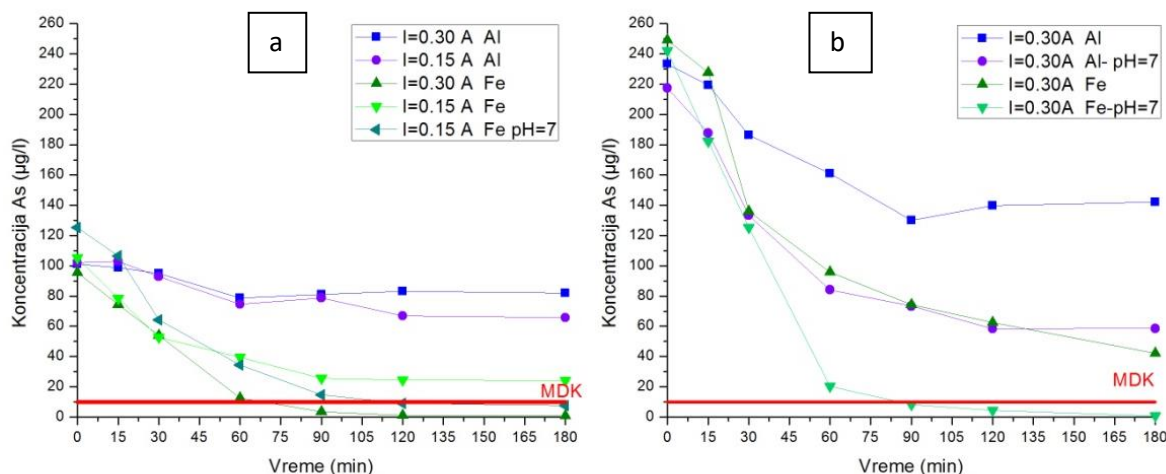 a
I=0.30 A Al
I=0.15 A Al
I=0.30 A Fe
I=0.15 A Fe
I=0.15 A Fe pH=7
Koncentracija As (µg/l)
260
240
220
200
180
160
140
120
100
80
60
40
20
0
MDK
0 15 30 45 60 75 90 105 120 135 150 165 180
Vreme (min)
b
I=0.30A Al
I=0.30A Al- pH=7
I=0.30A Fe
I=0.30A Fe-pH=7
Koncentracija As (µg/l)
260
240
220
200
180
160
140
120
100
80
60
40
20
0
MDK
0 15 30 45 60 75 90 105 120 135 150 165 180
Vreme (min)